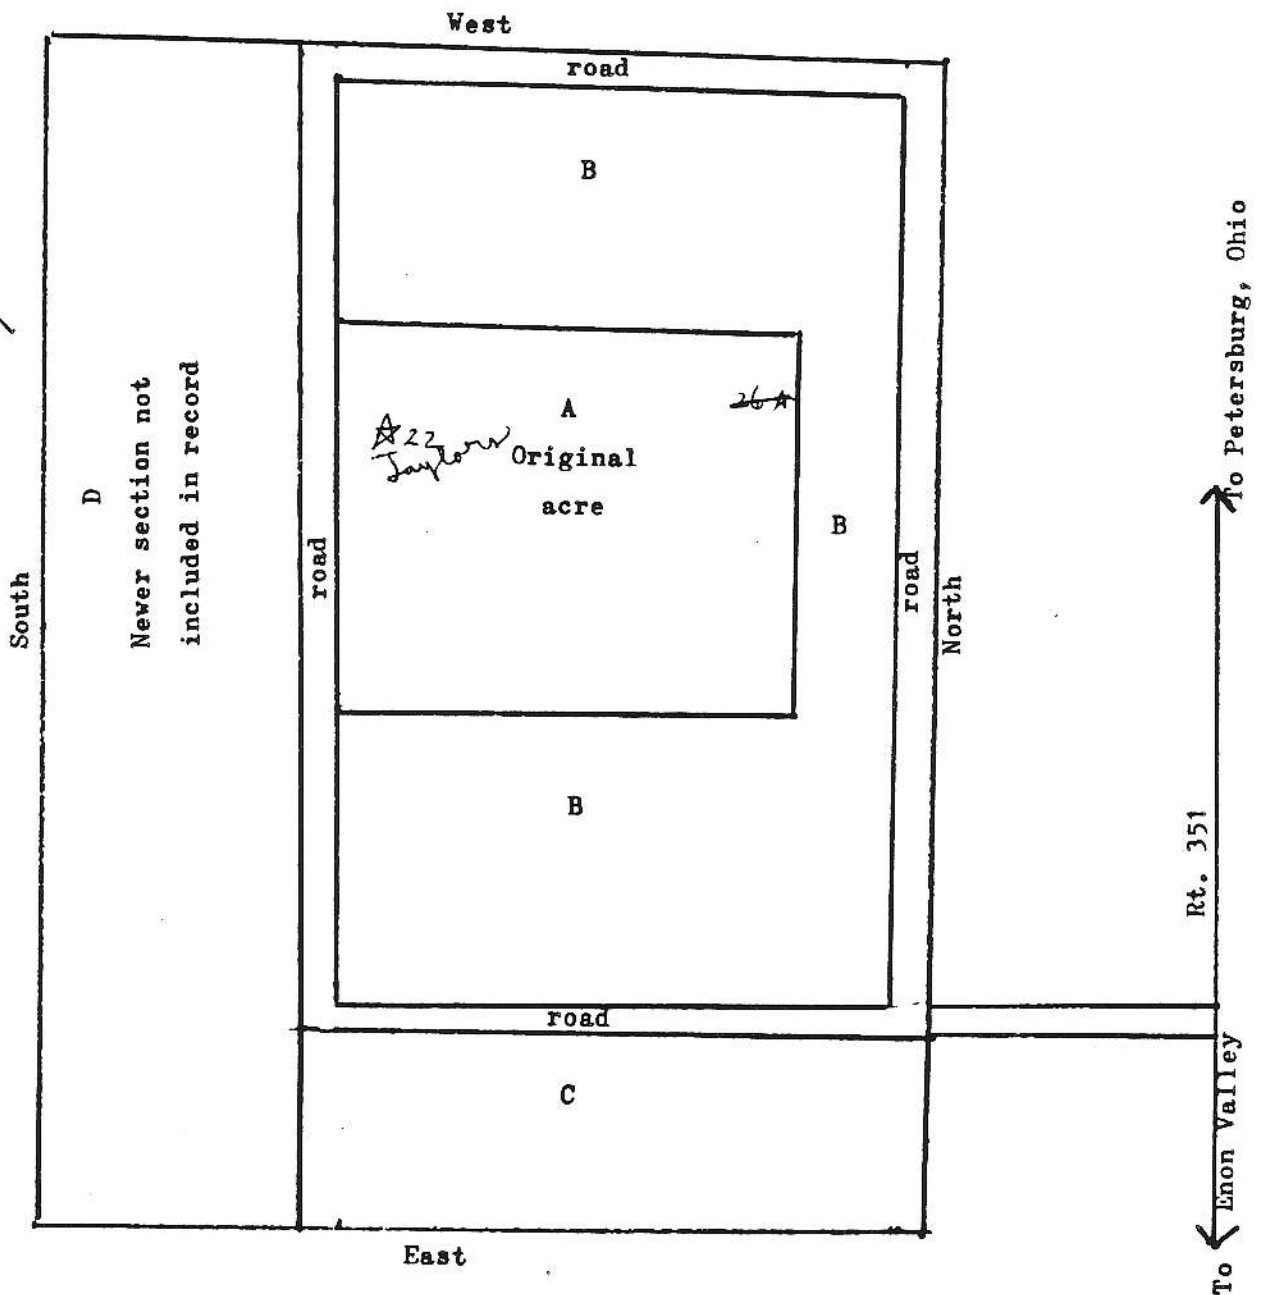 West
road
B
A
26 ☆
☆ 22
Taylors
Original
acre
B
B
road
C
East
South
D
Newer section not
included in record
road
road
North
Rt. 351
To Petersburg, Ohio
To Enon Valley